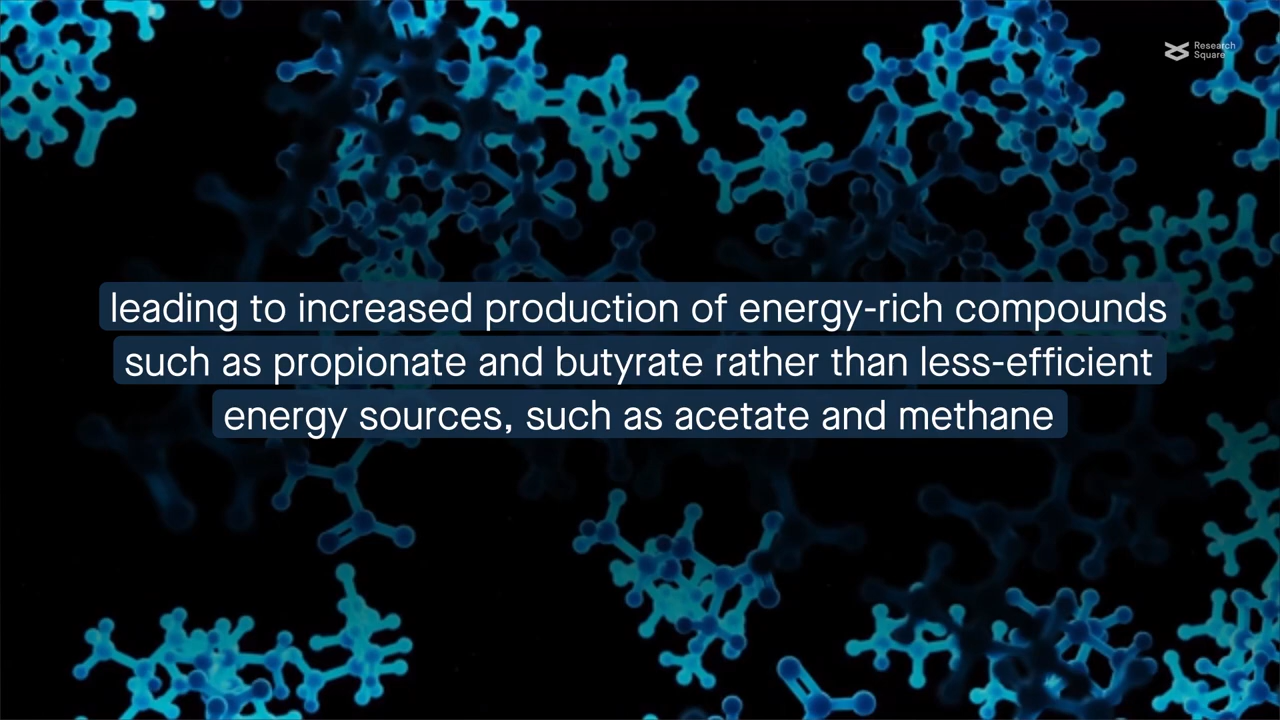 Research
Square
leading to increased production of energy-rich compounds
such as propionate and butyrate rather than less-efficient
energy sources, such as acetate and methane